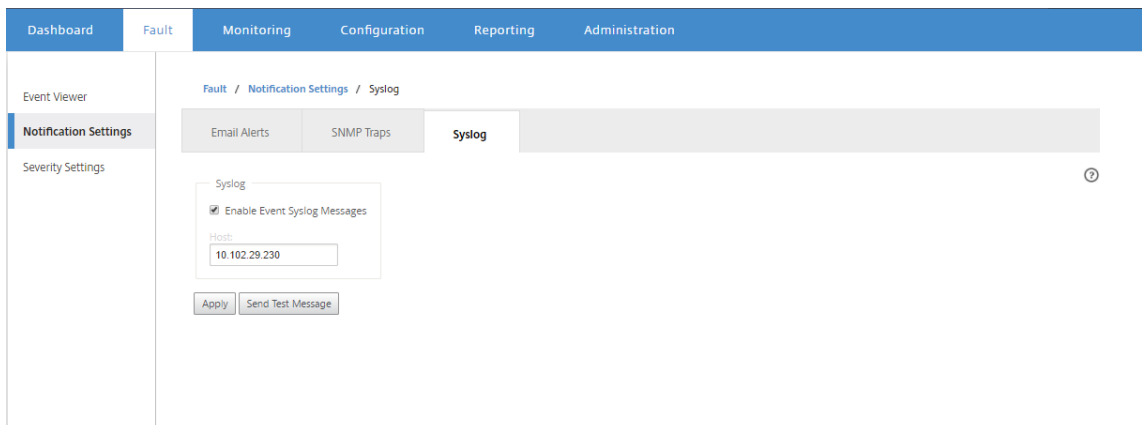 Dashboard Fault Monitoring Configuration Reporting Administration
Event Viewer
Notification Settings
Severity Settings
Fault / Notification Settings / Syslog
Email Alerts SNMP Traps Syslog
?
Syslog
Enable Event Syslog Messages
Host:
10.102.29.230
Apply Send Test Message